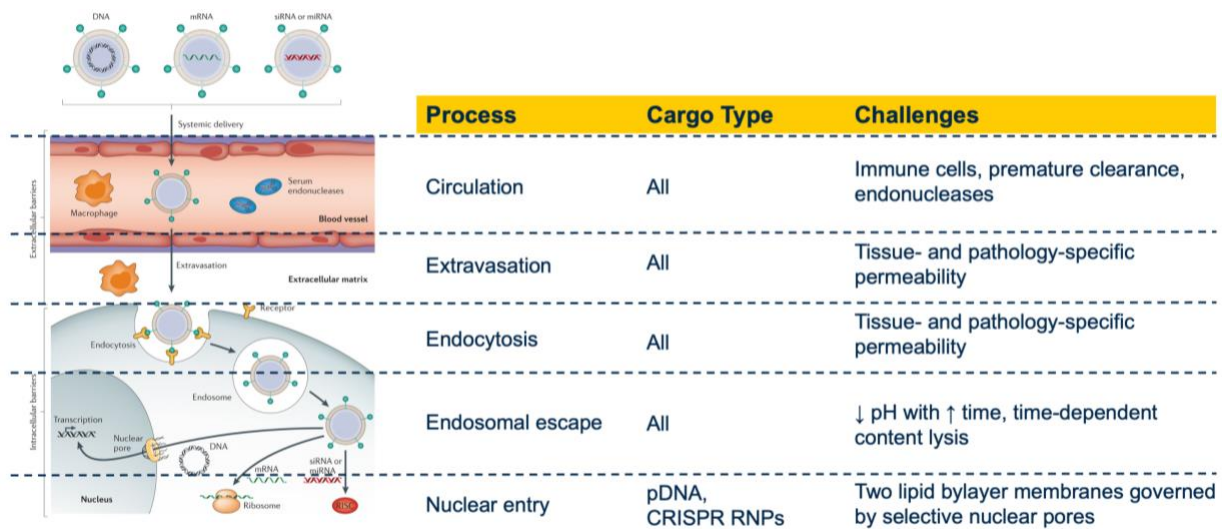 DNA
mRNA
siRNA or miRNA
Systemic delivery
Extracellular barriers
Macrophage
Serum
endonucleases
Blood vessel
Extravasation
Extracellular matrix
Receptor
Endocytosis
Endosome
Intracellular barriers
Transcription
Nuclear
pore
DNA
mRNA
siRNA or
miRNA
Nucleus
Ribosome
RISC
Process Cargo Type Challenges
Circulation All Immune cells, premature clearance,
endonucleases
Extravasation All Tissue- and pathology-specific
permeability
Endocytosis All Tissue- and pathology-specific
permeability
Endosomal escape All ↓ pH with ↑ time, time-dependent
content lysis
Nuclear entry pDNA,
CRISPR RNPs Two lipid bylayer membranes governed
by selective nuclear pores